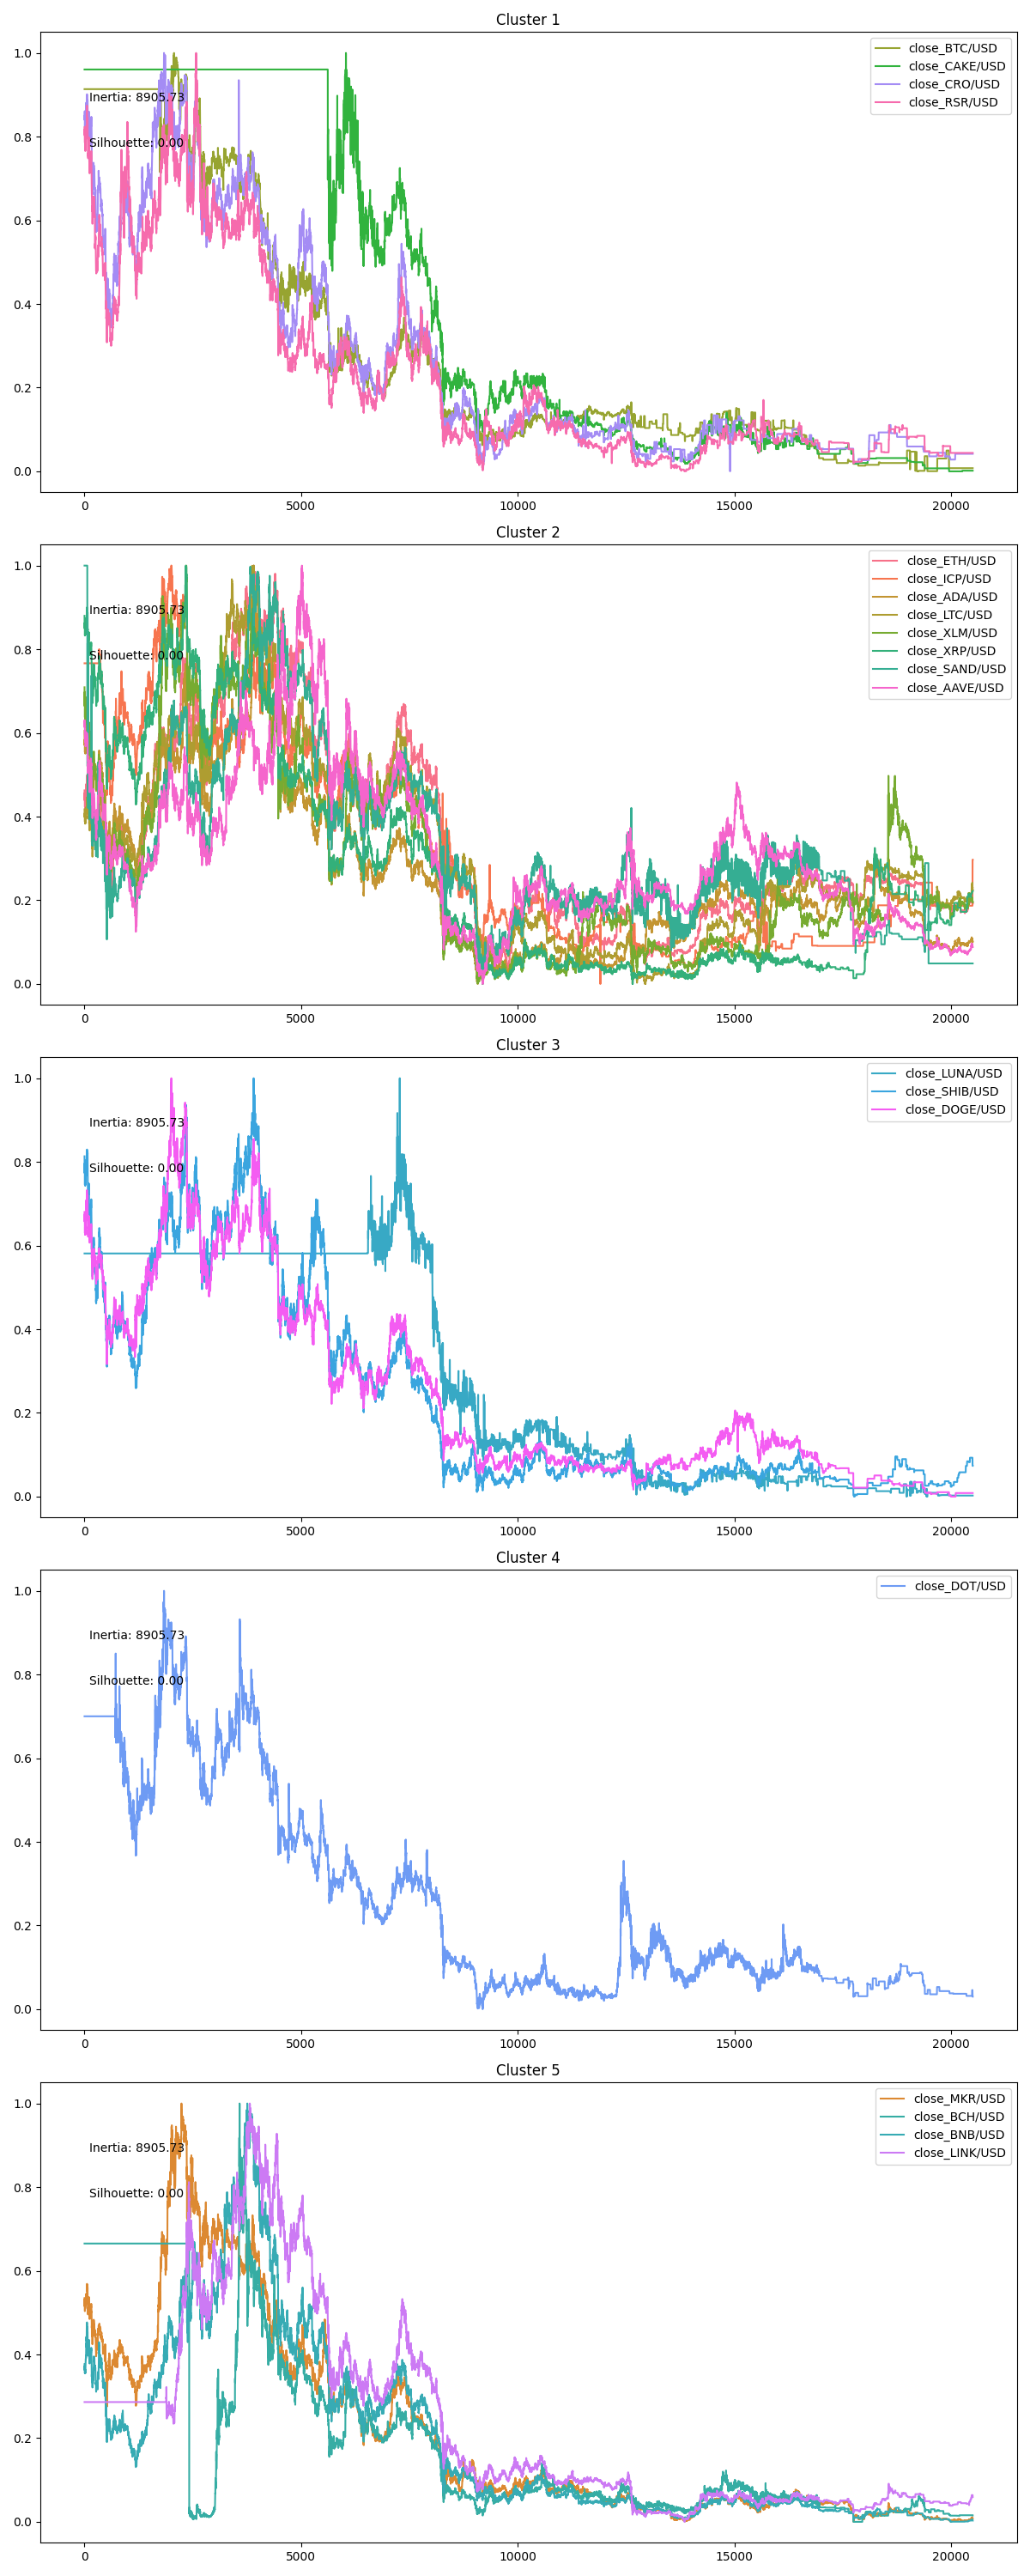 Cluster 1
1.0
0.8
0.6
0.4
0.2
0.0
Inertia: 8905.73
Silhouette: 0.00
close_BTC/USD
close_CAKE/USD
close_CRO/USD
close_RSR/USD
0 5000 10000 15000 20000
Cluster 2
1.0
0.8
0.6
0.4
0.2
0.0
Inertia: 8905.73
Silhouette: 0.00
close_ETH/USD
close_ICP/USD
close_ADA/USD
close_LTC/USD
close_XLM/USD
close_XRP/USD
close_SAND/USD
close_AAVE/USD
0 5000 10000 15000 20000
Cluster 3
1.0
0.8
0.6
0.4
0.2
0.0
Inertia: 8905.73
Silhouette: 0.00
close_LUNA/USD
close_SHIB/USD
close_DOGE/USD
0 5000 10000 15000 20000
Cluster 4
1.0
0.8
0.6
0.4
0.2
0.0
Inertia: 8905.73
Silhouette: 0.00
close_DOT/USD
0 5000 10000 15000 20000
Cluster 5
1.0
0.8
0.6
0.4
0.2
0.0
Inertia: 8905.73
Silhouette: 0.00
close_MKR/USD
close_BCH/USD
close_BNB/USD
close_LINK/USD
0 5000 10000 15000 20000